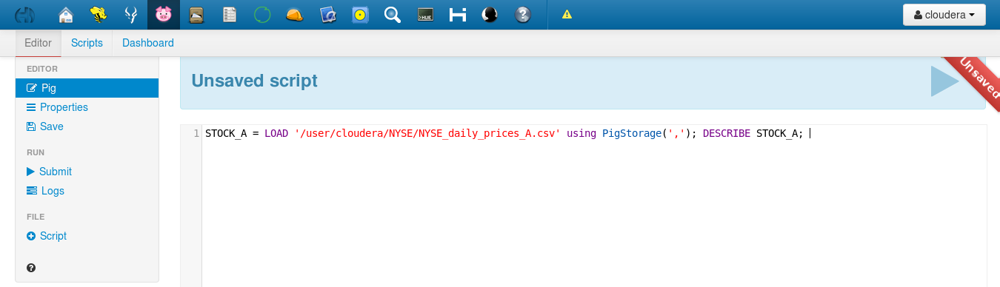 HUE
cloudera
Editor
Scripts
Dashboard
EDITOR
Pig
Properties
Save
RUN
Submit
Logs
FILE
Script
Unsaved script
Unsaved
1 STOCK_A = LOAD '/user/cloudera/NYSE/NYSE_daily_prices_A.csv' using PigStorage(','); DESCRIBE STOCK_A;